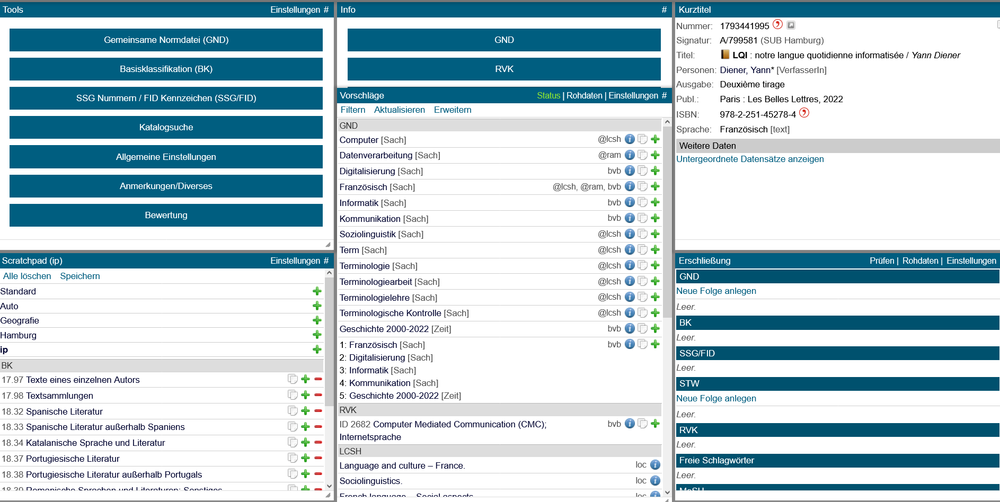 Tools Einstellungen #
Gemeinsame Normdatei (GND)
Basisklassifikation (BK)
SSG Nummern / FID Kennzeichen (SSG/FID)
Katalogsuche
Allgemeine Einstellungen
Anmerkungen/Diverses
Bewertung
Scratchpad (ip) Einstellungen #
Alle löschen Speichern
Standard
Auto
Geografie
Hamburg
ip
BK
17.97 Texte eines einzelnen Autors
17.98 Textsammlungen
18.32 Spanische Literatur
18.33 Spanische Literatur außerhalb Spaniens
18.34 Katalanische Sprache und Literatur
18.37 Portugiesische Literatur
18.38 Portugiesische Literatur außerhalb Portugals
18.39 Romanische Sprachen und Literaturen: Sonstiges
Info #
GND
RVK
Vorschläge Status | Rohdaten | Einstellungen #
Filtern Aktualisieren Erweitern
GND
Computer [Sach] @lcsh
Datenverarbeitung [Sach] @ram
Digitalisierung [Sach] bvb
Französisch [Sach] @lcsh, @ram, bvb
Informatik [Sach] bvb
Kommunikation [Sach] bvb
Soziolinguistik [Sach] @lcsh
Term [Sach] @lcsh
Terminologie [Sach] @lcsh
Terminologiearbeit [Sach] @lcsh
Terminologielehre [Sach] @lcsh
Terminologische Kontrolle [Sach] @lcsh
Geschichte 2000-2022 [Zeit] bvb
1: Französisch [Sach] bvb
2: Digitalisierung [Sach]
3: Informatik [Sach]
4: Kommunikation [Sach]
5: Geschichte 2000-2022 [Zeit]
RVK
ID 2682 Computer Mediated Communication (CMC); bvb
Internetsprache
LCSH
Language and culture – France. loc
Sociolinguistics. loc
French language – Social aspects. loc
Kurztitel
Nummer: 1793441995
Signatur: A/799581 (SUB Hamburg)
Titel: LQI : notre langue quotidienne informatisée / Yann Diener
Personen: Diener, Yann* [VerfasserIn]
Ausgabe: Deuxième tirage
Publ.: Paris : Les Belles Lettres, 2022
ISBN: 978-2-251-45278-4
Sprache: Französisch [text]
Weitere Daten
Untergeordnete Datensätze anzeigen
Erschließung Prüfen | Rohdaten | Einstellungen
GND
Neue Folge anlegen
Leer.
BK
Leer.
SSG/FID
Leer.
STW
Neue Folge anlegen
Leer.
RVK
Leer.
Freie Schlagwörter
Leer.
MeSH